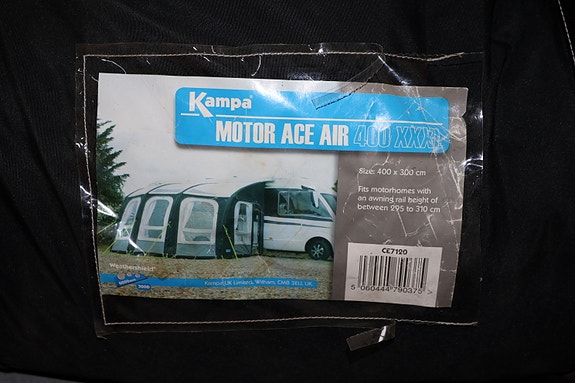 Kampa
MOTOR ACE AIR 400 XXXL
Size: 400 x 300 cm
Fits motorhomes with
an awning rail height of
between 295 to 310 cm
CE7120
5 060444 790375 >
Weathershield
Kampa UK Limited, Witham, CM8 3EU, UK.